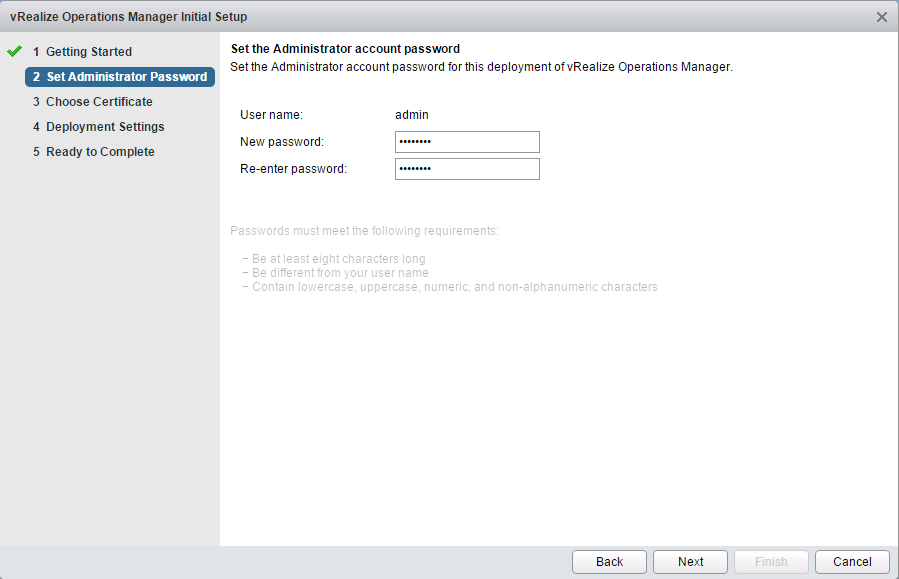 vRealize Operations Manager Initial Setup
1 Getting Started
2 Set Administrator Password
3 Choose Certificate
4 Deployment Settings
5 Ready to Complete
Set the Administrator account password
Set the Administrator account password for this deployment of vRealize Operations Manager.
User name: admin
New password: ••••••••
Re-enter password: ••••••••
Passwords must meet the following requirements:
− Be at least eight characters long
− Be different from your user name
− Contain lowercase, uppercase, numeric, and non-alphanumeric characters
Back Next Finish Cancel